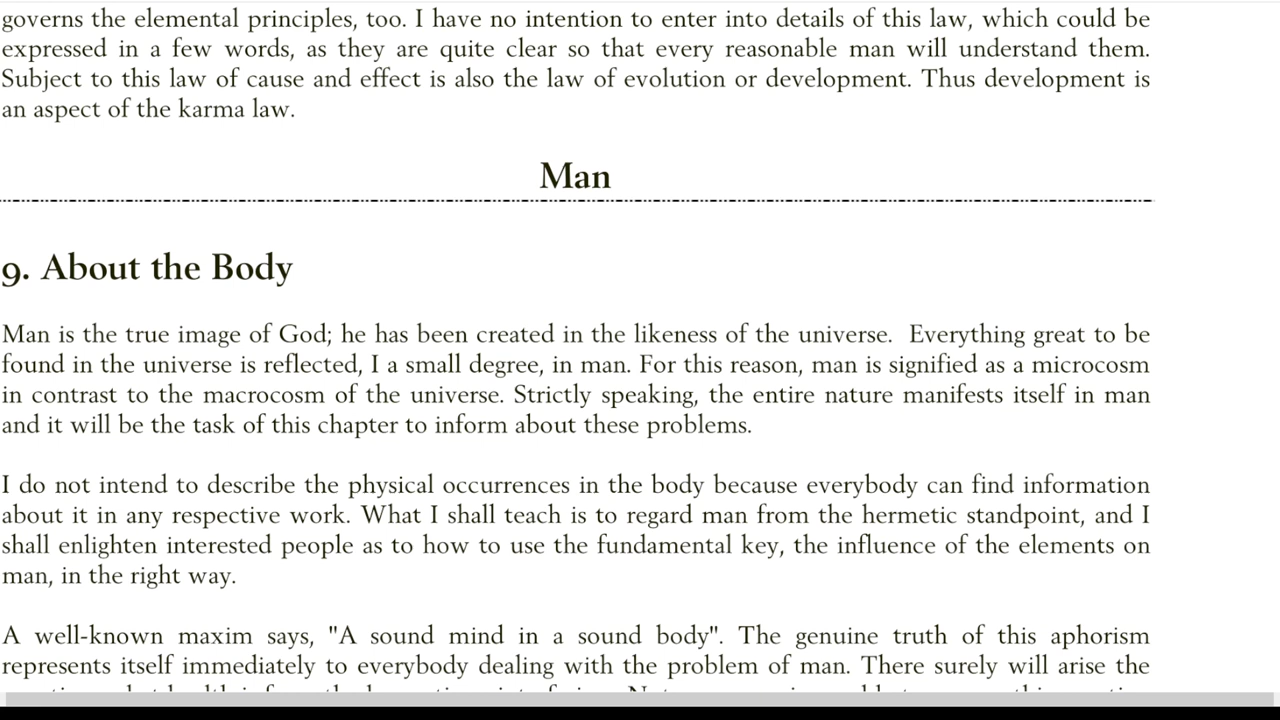 governs the elemental principles, too. I have no intention to enter into details of this law, which could be
expressed in a few words, as they are quite clear so that every reasonable man will understand them.
Subject to this law of cause and effect is also the law of evolution or development. Thus development is
an aspect of the karma law.
Man
9. About the Body
Man is the true image of God; he has been created in the likeness of the universe.  Everything great to be
found in the universe is reflected, I a small degree, in man. For this reason, man is signified as a microcosm
in contrast to the macrocosm of the universe. Strictly speaking, the entire nature manifests itself in man
and it will be the task of this chapter to inform about these problems.
I do not intend to describe the physical occurrences in the body because everybody can find information
about it in any respective work. What I shall teach is to regard man from the hermetic standpoint, and I
shall enlighten interested people as to how to use the fundamental key, the influence of the elements on
man, in the right way.
A well-known maxim says, "A sound mind in a sound body". The genuine truth of this aphorism
represents itself immediately to everybody dealing with the problem of man. There surely will arise the